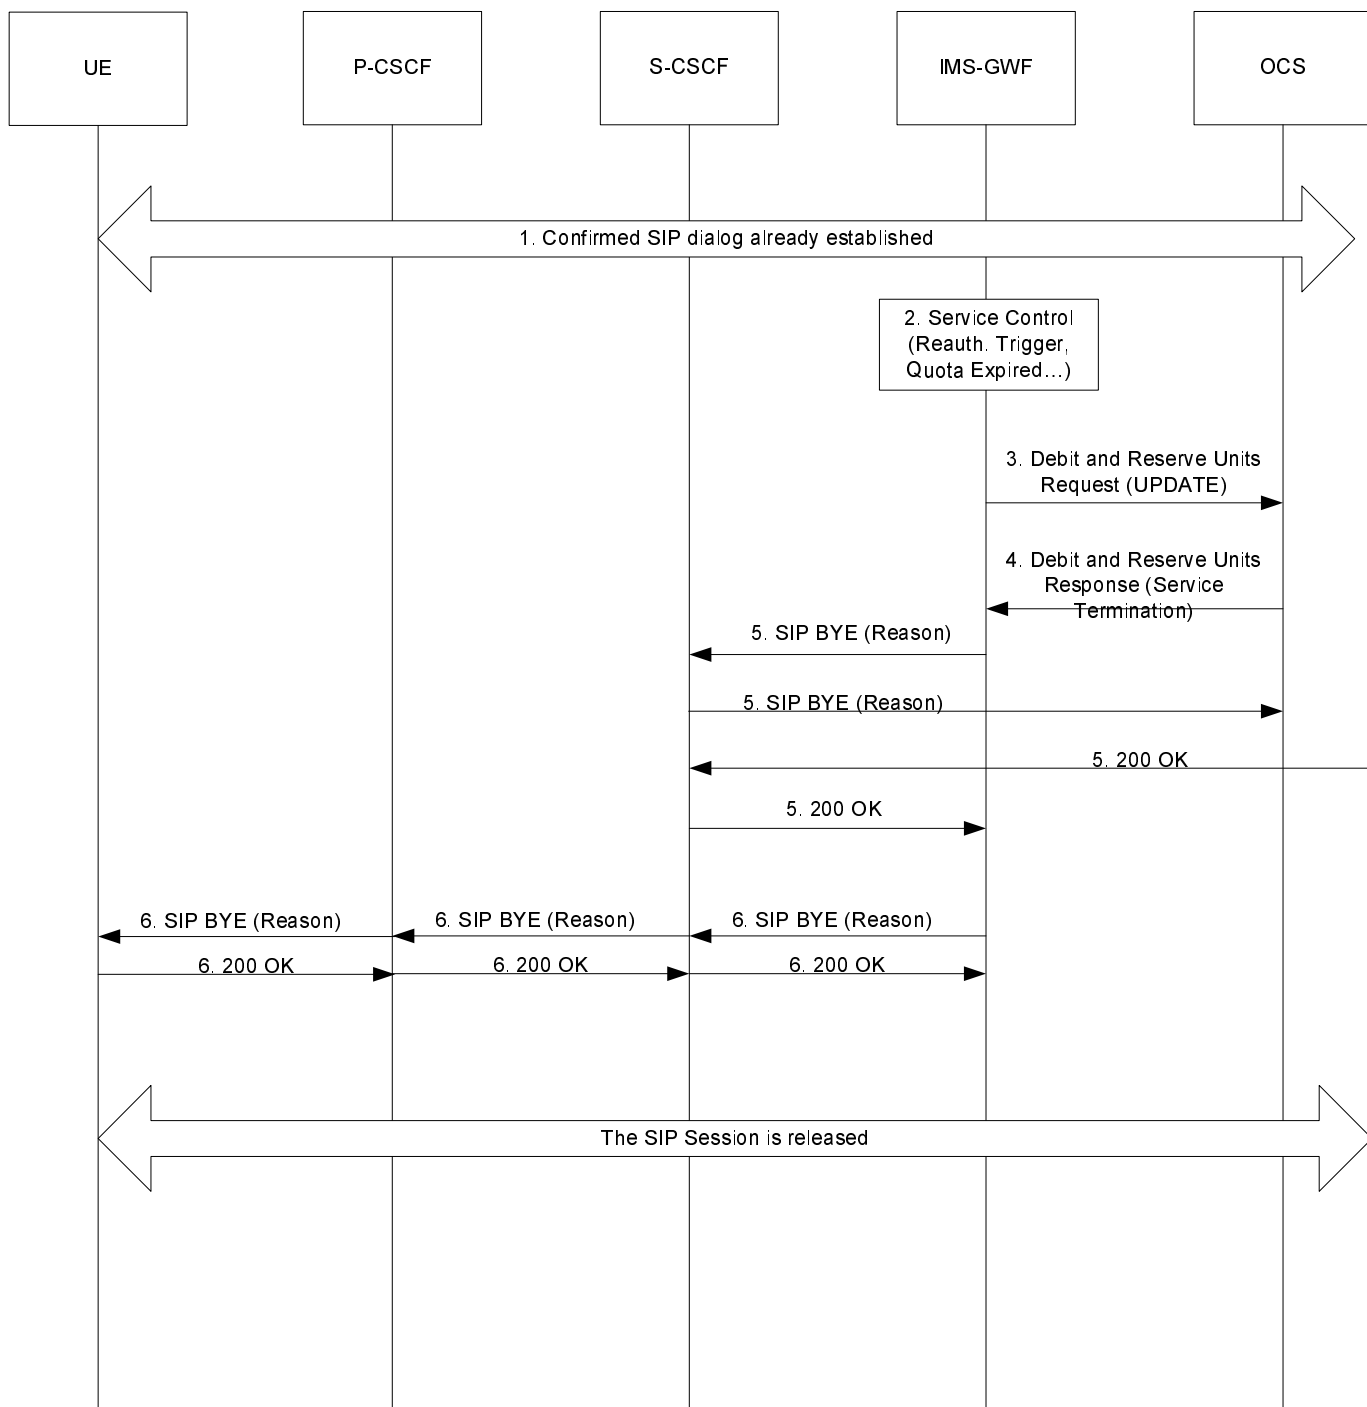 UE
P-CSCF
S-CSCF
IMS-GWF
OCS
1. Confirmed SIP dialog already established
2. Service Control
(Reauth. Trigger,
Quota Expired...)
3. Debit and Reserve Units
Request (UPDATE)
4. Debit and Reserve Units
Response (Service
Termination)
5. SIP BYE (Reason)
5. SIP BYE (Reason)
5. 200 OK
5. 200 OK
6. SIP BYE (Reason)
6. SIP BYE (Reason)
6. SIP BYE (Reason)
6. 200 OK
6. 200 OK
6. 200 OK
The SIP Session is released